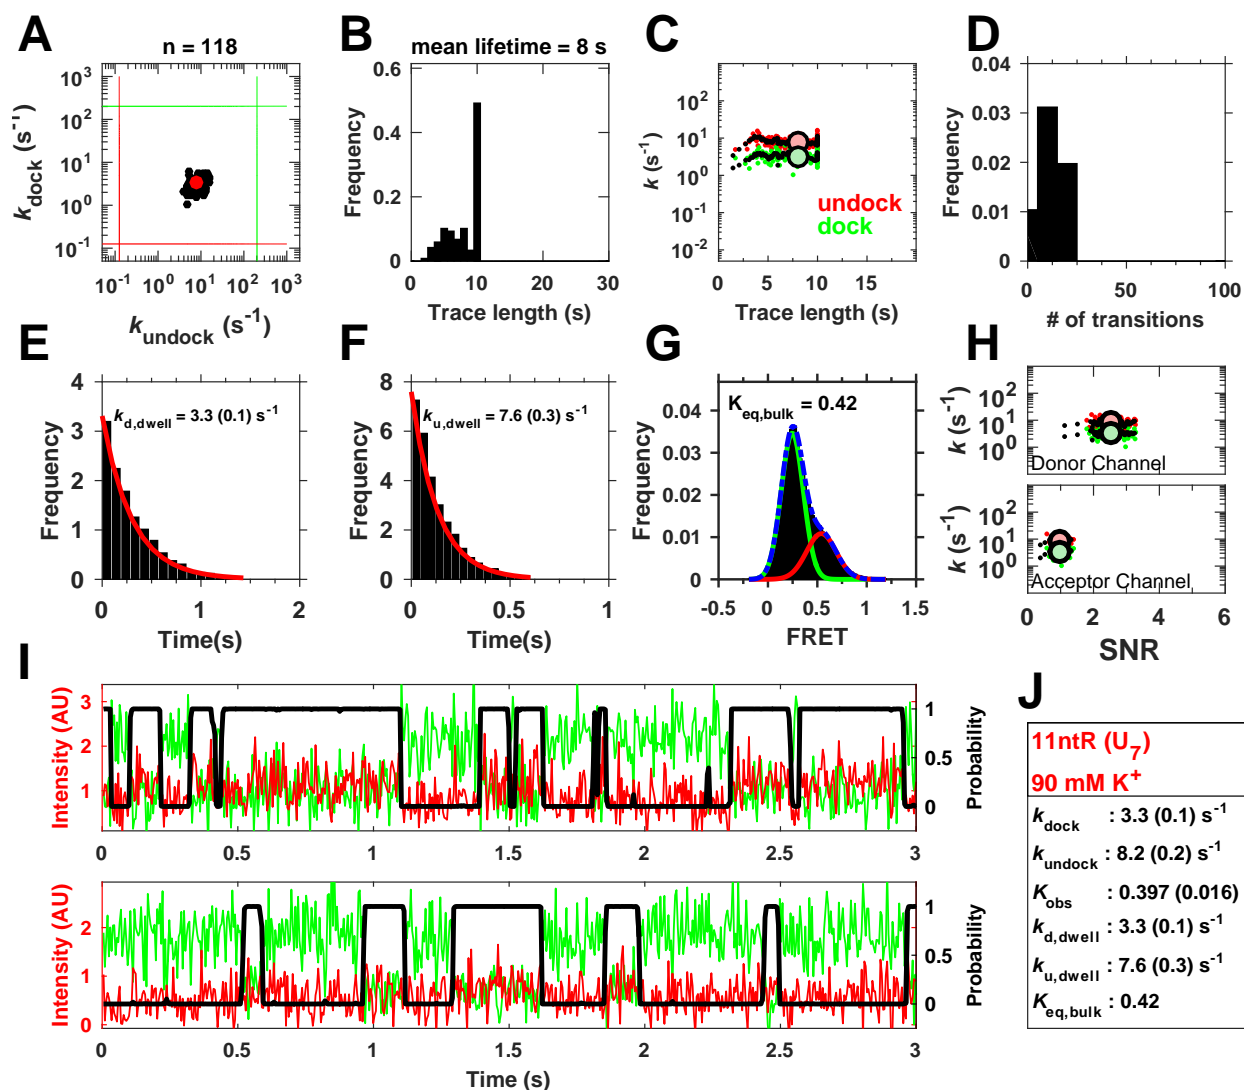 A
n = 118
k_dock (s⁻¹)
10³
10²
10¹
10⁰
10⁻¹
10⁻¹ 10⁰ 10¹ 10² 10³
k_undock (s⁻¹)
B
mean lifetime = 8 s
Frequency
0.6
0.4
0.2
0
0 10 20 30
Trace length (s)
C
k (s⁻¹)
10²
10¹
10⁰
10⁻¹
10⁻²
undock
dock
0 5 10 15
Trace length (s)
D
Frequency
0.04
0.03
0.02
0.01
0
0 50 100
# of transitions
E
Frequency
4
3
2
1
0
k_d,dwell = 3.3 (0.1) s⁻¹
0 1 2
Time(s)
F
Frequency
8
6
4
2
0
k_u,dwell = 7.6 (0.3) s⁻¹
0 0.5 1
Time(s)
G
Frequency
0.04
0.03
0.02
0.01
0
K_eq,bulk = 0.42
-0.5 0 0.5 1 1.5
FRET
H
k (s⁻¹)
10²
10¹
10⁰
Donor Channel
k (s⁻¹)
10²
10¹
10⁰
Acceptor Channel
0 2 4 6
SNR
I
Intensity (AU)
3
2
1
1
0.5
0
Probability
0 0.5 1 1.5 2 2.5 3
Intensity (AU)
2
1
0
1
0.5
0
Probability
0 0.5 1 1.5 2 2.5 3
Time (s)
J
11ntR (U₇)
90 mM K⁺
k_dock : 3.3 (0.1) s⁻¹
k_undock : 8.2 (0.2) s⁻¹
K_obs : 0.397 (0.016)
k_d,dwell : 3.3 (0.1) s⁻¹
k_u,dwell : 7.6 (0.3) s⁻¹
K_eq,bulk : 0.42